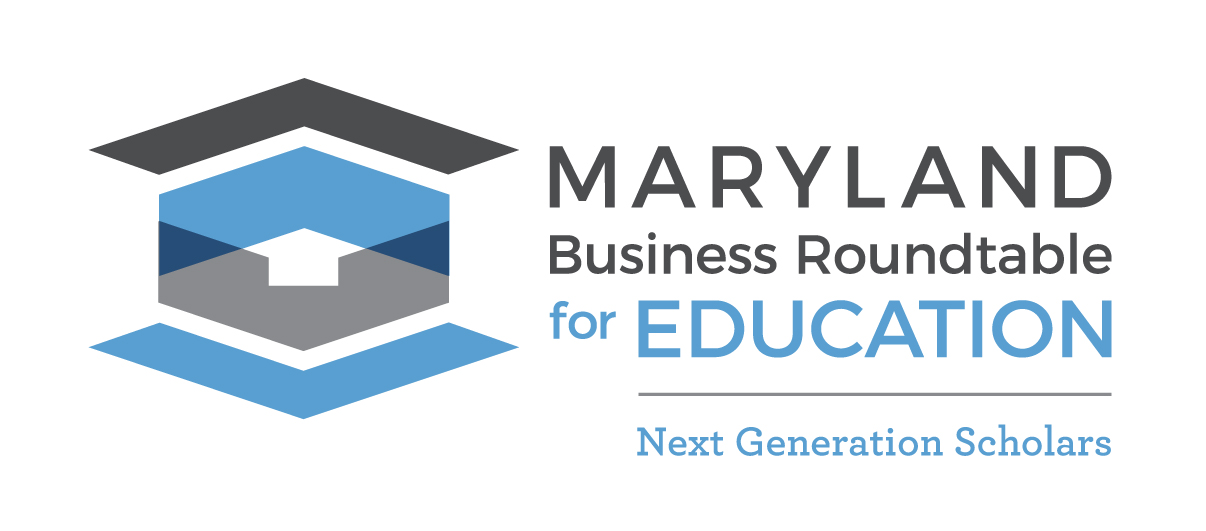 MARYLAND
Business Roundtable
for EDUCATION
Next Generation Scholars